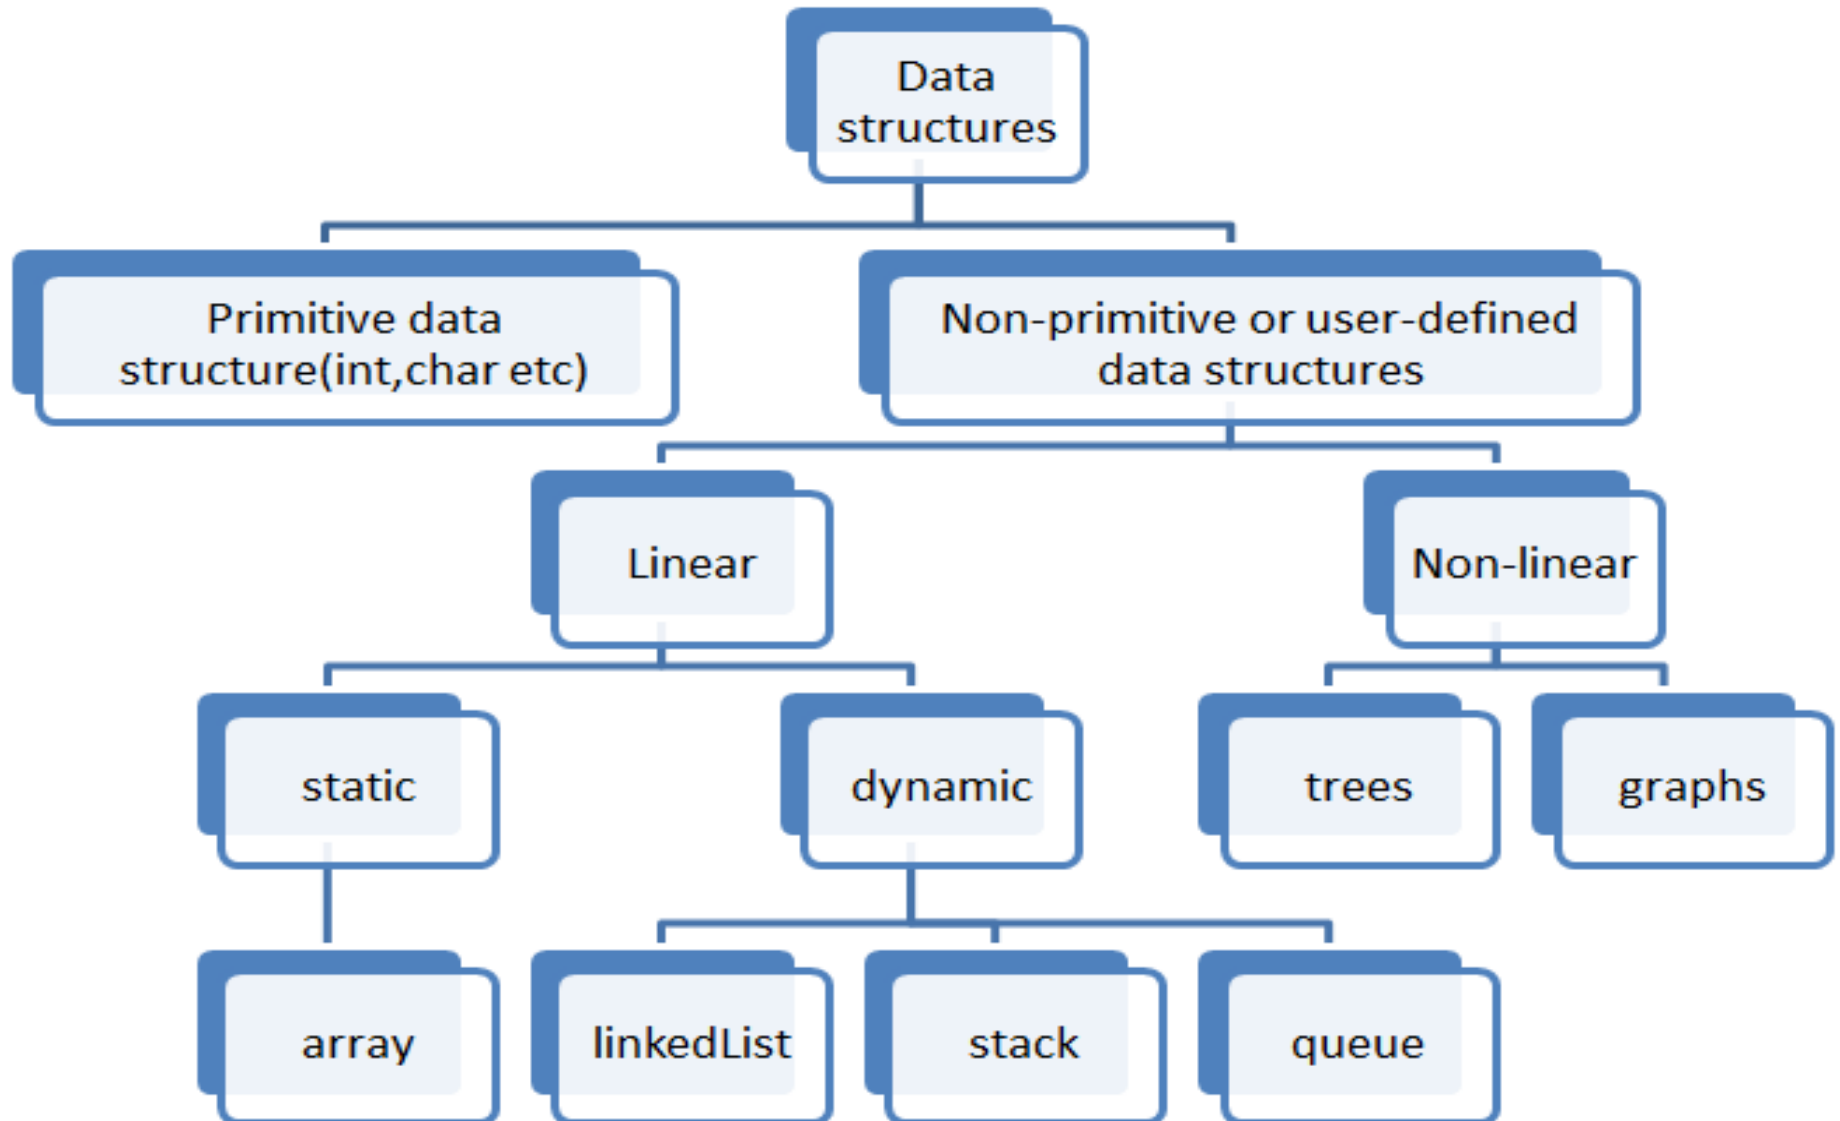 Data
structures
Primitive data
structure(int,char etc)
Non-primitive or user-defined
data structures
Linear
Non-linear
static
dynamic
trees
graphs
array
linkedList
stack
queue